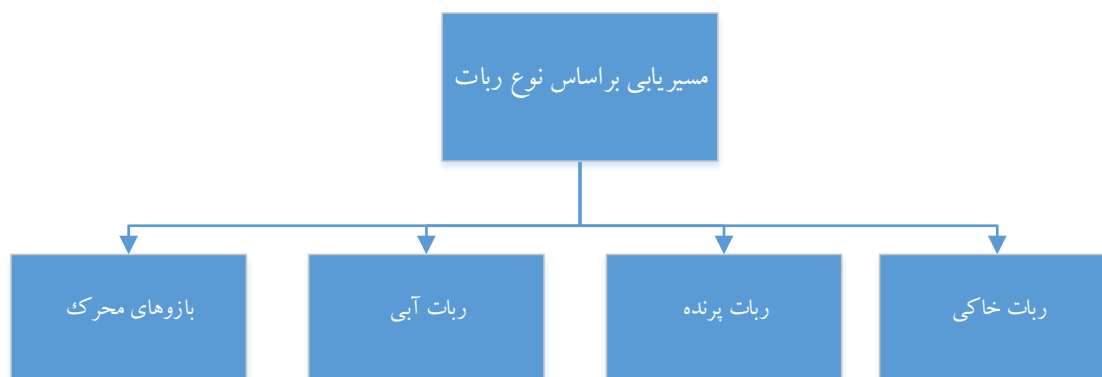 مسیریابی براساس نوع ربات
ربات خاکی
ربات پرنده
ربات آبی
بازوهای محرک